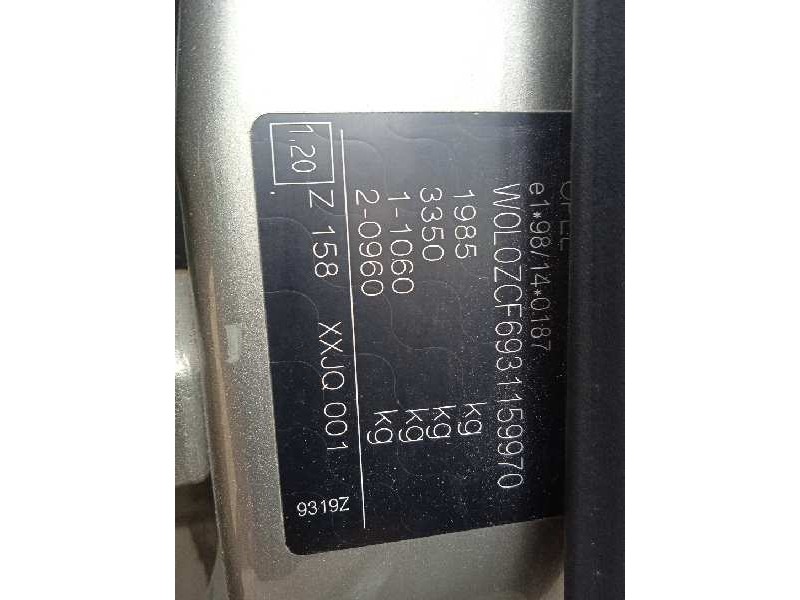 OPEL
e1*98/14*0187
W0L0ZCF6931159970
1985 kg
3350 kg
1-1060 kg
2-0960 kg
1.20 Z 158 XXJQ 001 9319Z